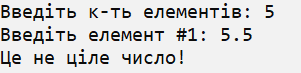 Введіть к-ть елементів: 5
Введіть елемент #1: 5.5
Це не ціле число!